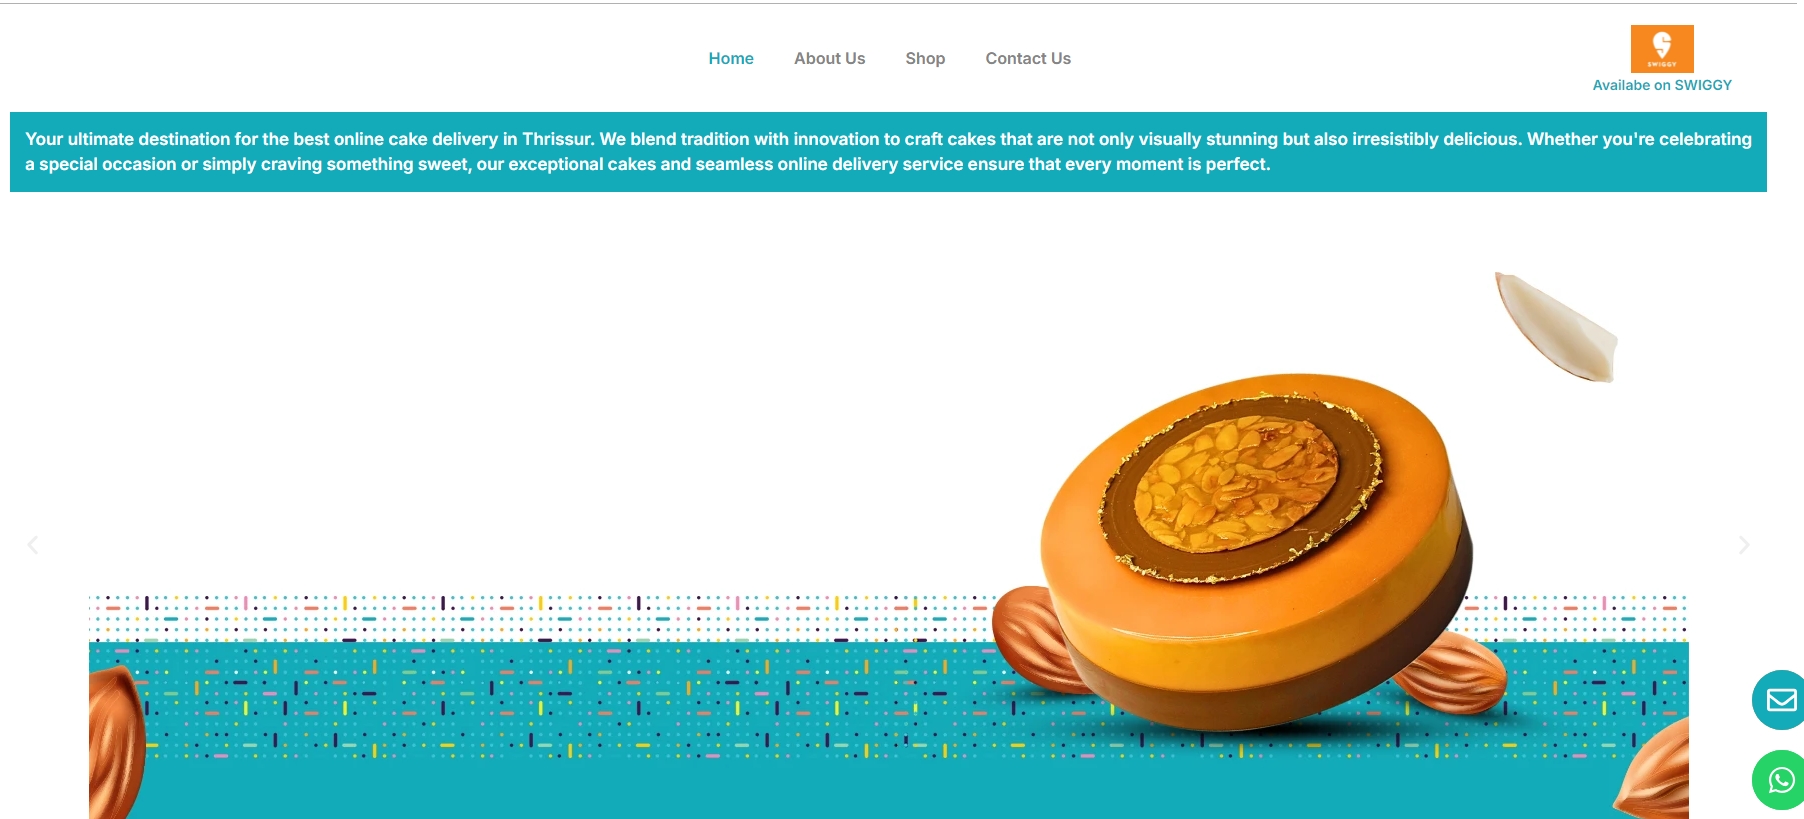 Home About Us Shop Contact Us
SWIGGY
Availabe on SWIGGY
Your ultimate destination for the best online cake delivery in Thrissur. We blend tradition with innovation to craft cakes that are not only visually stunning but also irresistibly delicious. Whether you're celebrating
a special occasion or simply craving something sweet, our exceptional cakes and seamless online delivery service ensure that every moment is perfect.